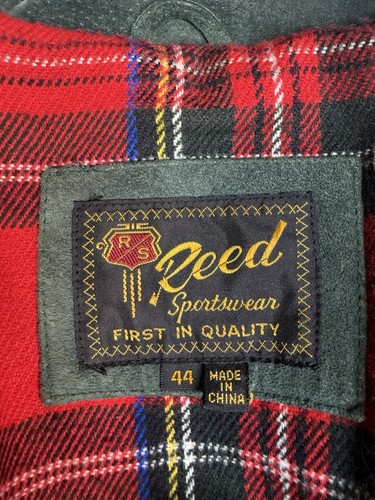 RS
Reed
Sportswear
FIRST IN QUALITY
44
MADE
IN
CHINA